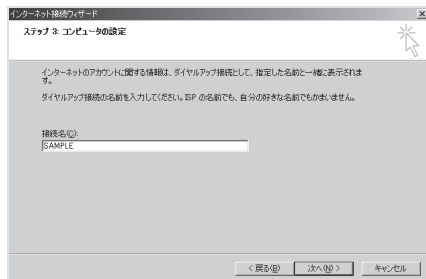 インターネット接続ウィザード
ステップ 3: コンピュータの設定
インターネットのアカウントに関する情報は、ダイヤルアップ接続として、指定した名前と一緒に表示されま
す。
ダイヤルアップ接続の名前を入力してください。ISP の名前でも、自分の好きな名前でもかまいません。
接続名(C):
SAMPLE
< 戻る(B)
次へ(N) >
キャンセル